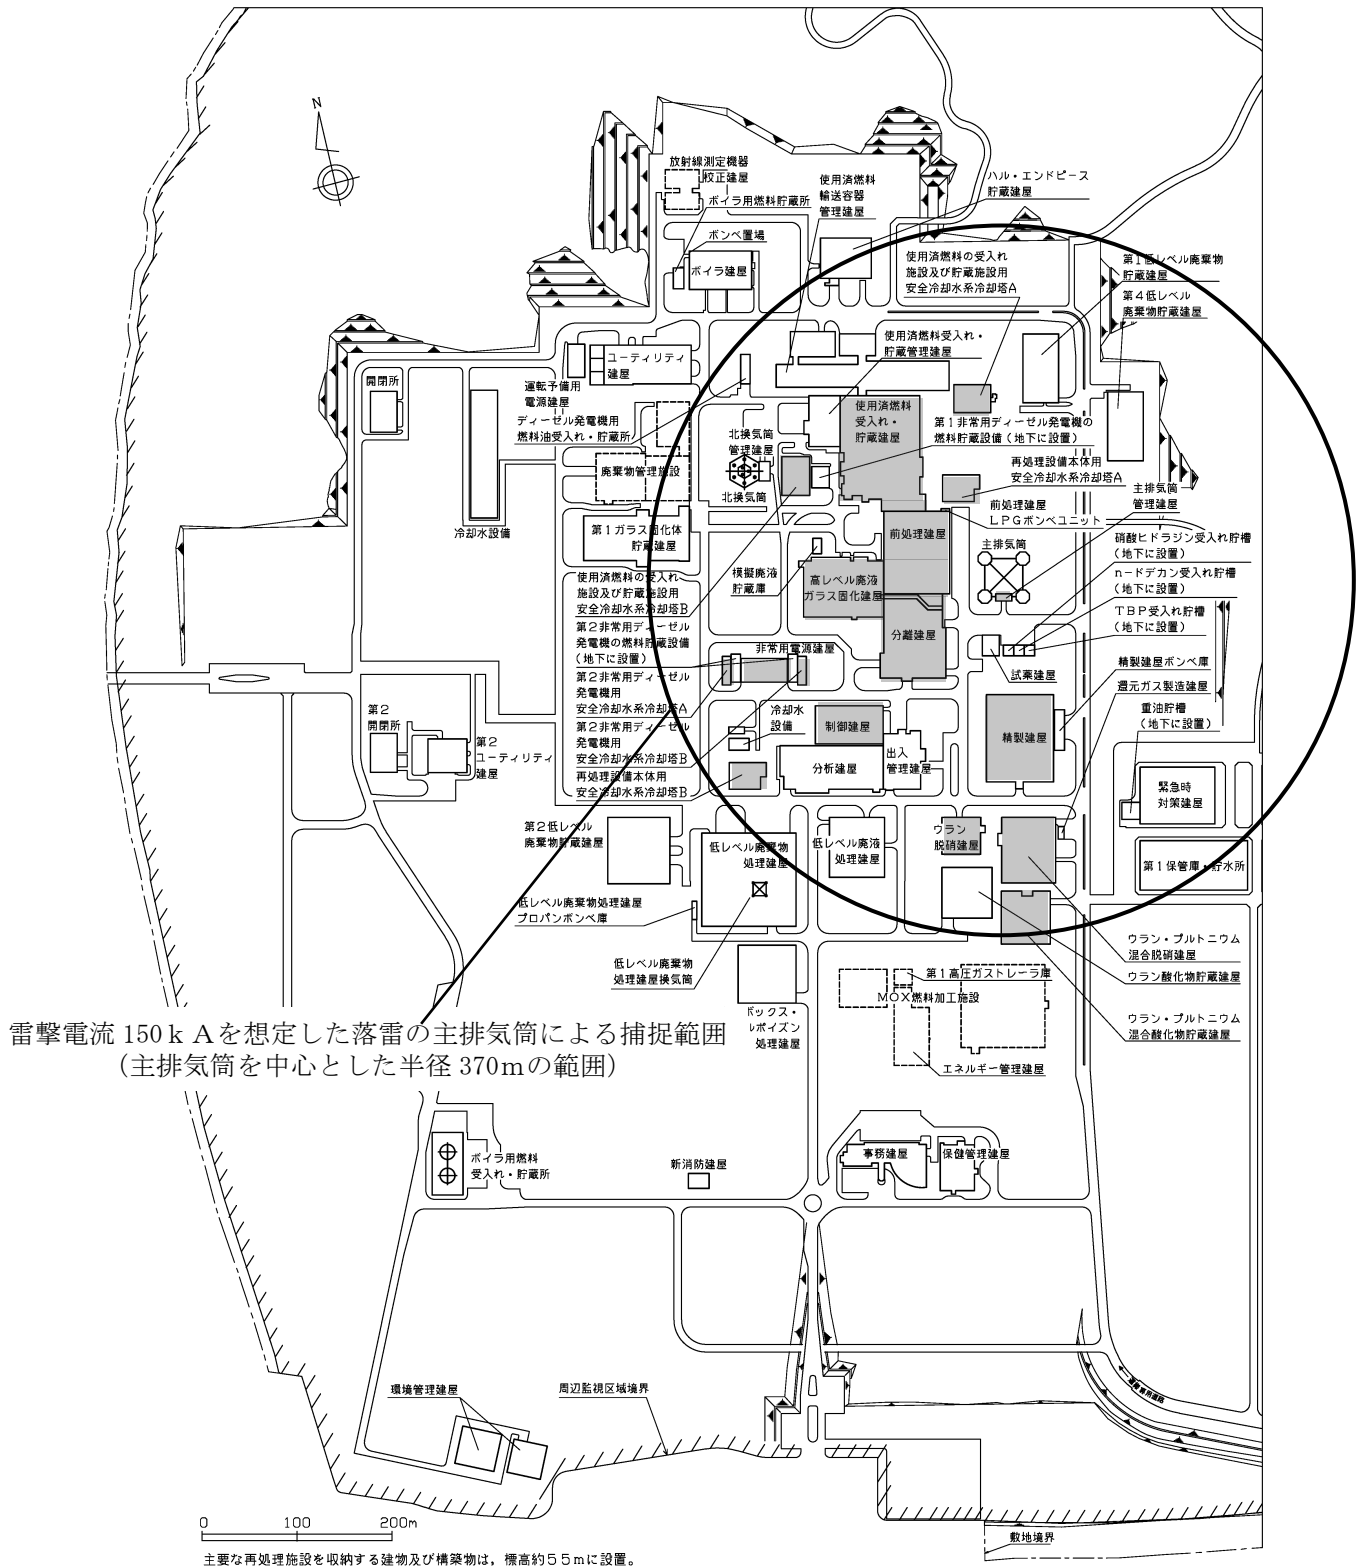 N
放射線測定機器
校正建屋
使用済燃料
輸送容器
管理建屋
ハル・エンドピース
貯蔵建屋
ボイラ用燃料貯蔵所
ボンベ置場
ボイラ建屋
使用済燃料の受入れ
施設及び貯蔵施設用
安全冷却水系冷却塔A
第1低レベル廃棄物
貯蔵建屋
第4低レベル
廃棄物貯蔵建屋
使用済燃料受入れ・
貯蔵管理建屋
ユーティリティ
建屋
開閉所
運転予備用
電源建屋
ディーゼル発電機用
燃料油受入れ・貯蔵所
使用済燃料
受入れ・
貯蔵建屋
第1非常用ディーゼル発電機の
燃料貯蔵設備(地下に設置)
北換気筒
管理建屋
北換気筒
廃棄物管理施設
再処理設備本体用
安全冷却水系冷却塔A
主排気筒
管理建屋
前処理建屋
LPGボンベユニット
冷却水設備
第1ガラス固化体
貯蔵建屋
前処理建屋
主排気筒
硝酸ヒドラジン受入れ貯槽
(地下に設置)
n-ドデカン受入れ貯槽
(地下に設置)
TBP受入れ貯槽
(地下に設置)
模擬廃液
貯蔵庫
高レベル廃液
ガラス固化建屋
使用済燃料の受入れ
施設及び貯蔵施設用
安全冷却水系冷却塔B
第2非常用ディーゼル
発電機の燃料貯蔵設備
(地下に設置)
分離建屋
非常用電源建屋
第2非常用ディーゼル
発電機用
安全冷却水系冷却塔A
試薬建屋
精製建屋ボンベ庫
還元ガス製造建屋
重油貯槽
(地下に設置)
第2
開閉所
第2
ユーティリティ
建屋
第2非常用ディーゼル
発電機用
安全冷却水系冷却塔B
冷却水
設備
制御建屋
精製建屋
再処理設備本体用
安全冷却水系冷却塔B
分析建屋
出入
管理建屋
緊急時
対策建屋
第2低レベル
廃棄物貯蔵建屋
低レベル廃棄物
処理建屋
低レベル廃液
処理建屋
ウラン
脱硝建屋
第1保管庫・貯水所
低レベル廃棄物処理建屋
プロパンボンベ庫
低レベル廃棄物
処理建屋換気筒
ウラン・プルトニウム
混合脱硝建屋
ウラン酸化物貯蔵建屋
第1高圧ガストレーラ庫
MOX燃料加工施設
ウラン・プルトニウム
混合酸化物貯蔵建屋
ボックス・
レポイズン
処理建屋
雷撃電流 150kAを想定した落雷の主排気筒による捕捉範囲
(主排気筒を中心とした半径 370mの範囲)
エネルギー管理建屋
ボイラ用燃料
受入れ・貯蔵所
新消防建屋
事務建屋
保健管理建屋
環境管理建屋
周辺監視区域境界
0 100 200m
敷地境界
主要な再処理施設を収納する建物及び構築物は,標高約55mに設置。